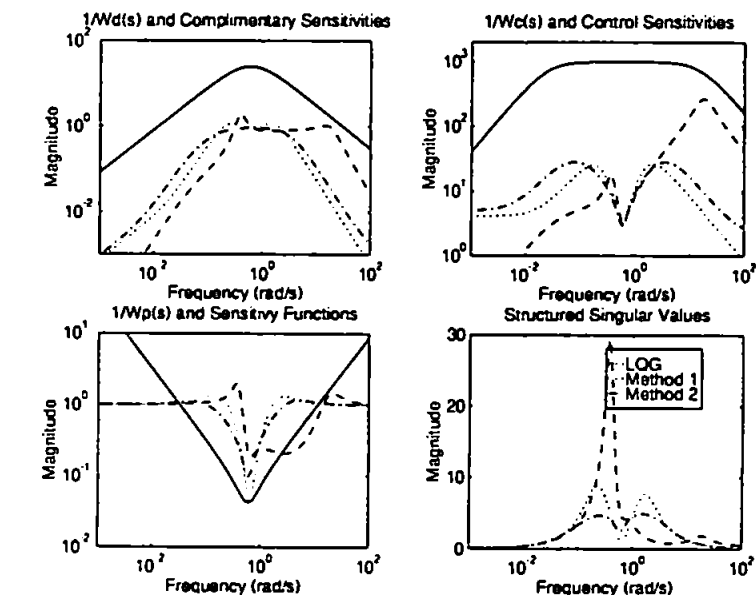 1/Wd(s) and Complimentary Sensitivities
10^2
10^0
10^-2
Magnitude
10^-2 10^0 10^2
Frequency (rad/s)
1/Wc(s) and Control Sensitivities
10^3
10^2
10^1
10^0
Magnitude
10^-2 10^0 10^2
Frequency (rad/s)
1/Wp(s) and Sensitivy Functions
10^1
10^0
10^-1
10^-2
Magnitude
10^-2 10^0 10^2
Frequency (rad/s)
Structured Singular Values
30
20
10
0
Magnitude
LQG
Method 1
Method 2
10^-2 10^0 10^2
Frequency (rad/s)